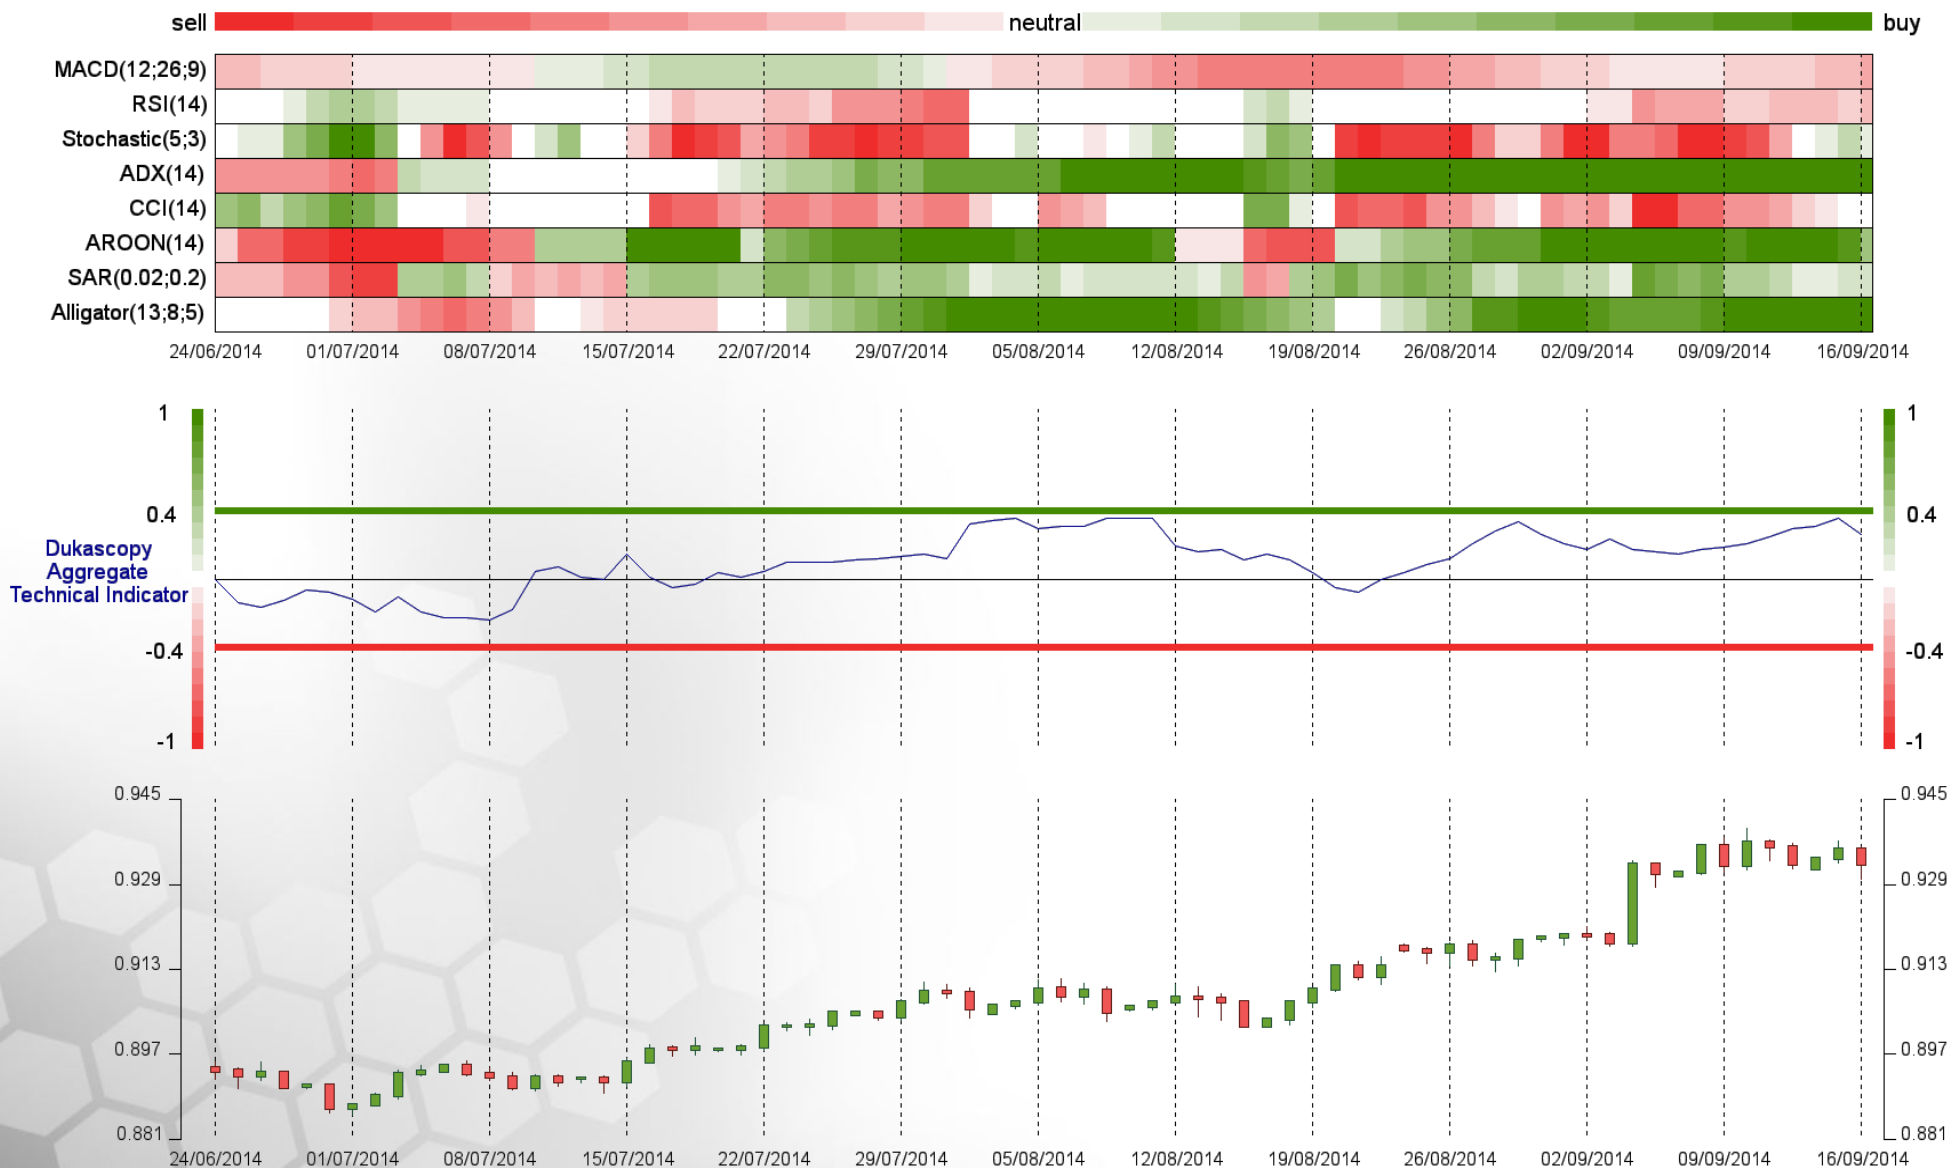 sell neutral buy
MACD(12;26;9)
RSI(14)
Stochastic(5;3)
ADX(14)
CCI(14)
AROON(14)
SAR(0.02;0.2)
Alligator(13;8;5)
24/06/2014 01/07/2014 08/07/2014 15/07/2014 22/07/2014 29/07/2014 05/08/2014 12/08/2014 19/08/2014 26/08/2014 02/09/2014 09/09/2014 16/09/2014
1 1
0.4 0.4
Dukascopy
Aggregate
Technical Indicator
-0.4 -0.4
-1 -1
0.945 0.945
0.929 0.929
0.913 0.913
0.897 0.897
0.881 0.881
24/06/2014 01/07/2014 08/07/2014 15/07/2014 22/07/2014 29/07/2014 05/08/2014 12/08/2014 19/08/2014 26/08/2014 02/09/2014 09/09/2014 16/09/2014